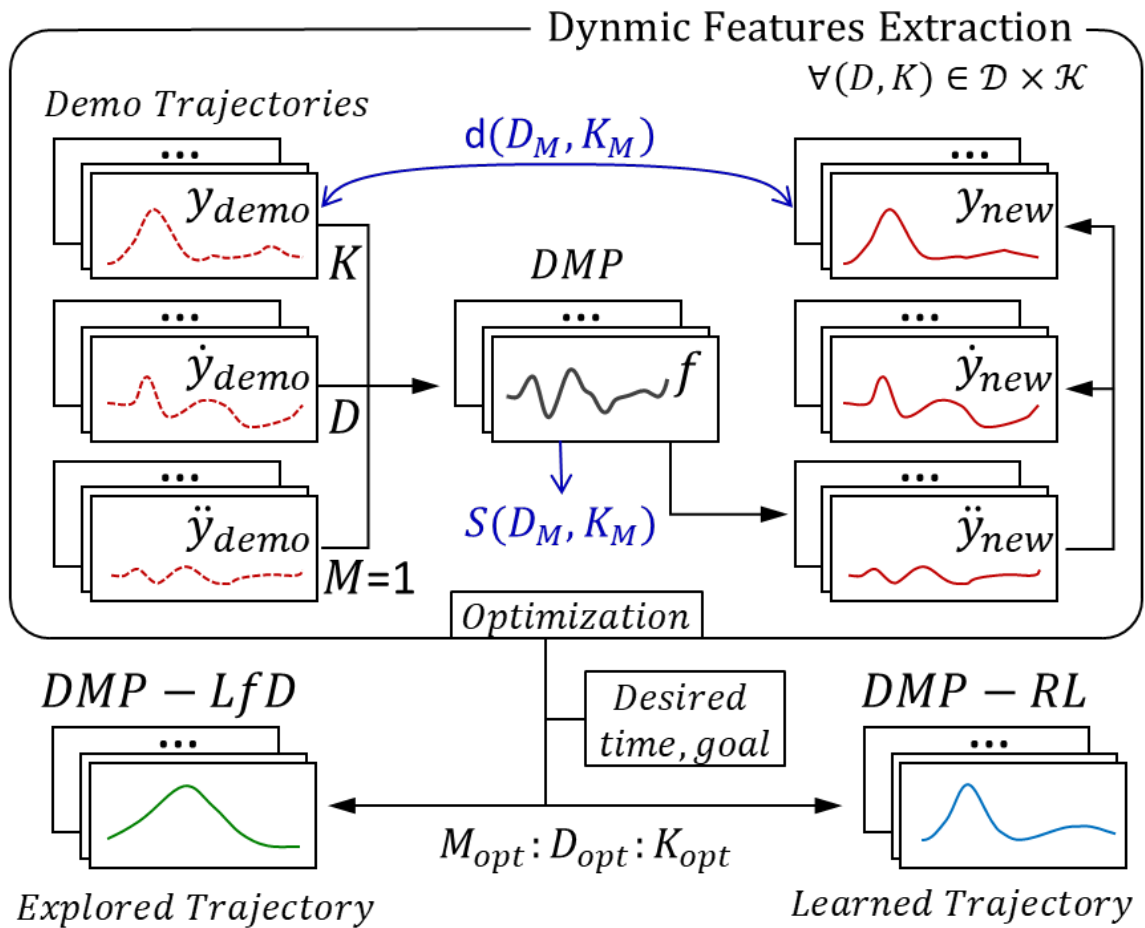 Dynmic Features Extraction
∀(D, K) ∈ 𝒟 × 𝒦
Demo Trajectories
d(D_M, K_M)
...
y_demo
K
...
ẏ_demo
D
...
ÿ_demo
M=1
DMP
...
f
S(D_M, K_M)
...
y_new
...
ẏ_new
...
ÿ_new
Optimization
Desired
time, goal
DMP − LfD
...
Explored Trajectory
M_opt : D_opt : K_opt
DMP − RL
...
Learned Trajectory